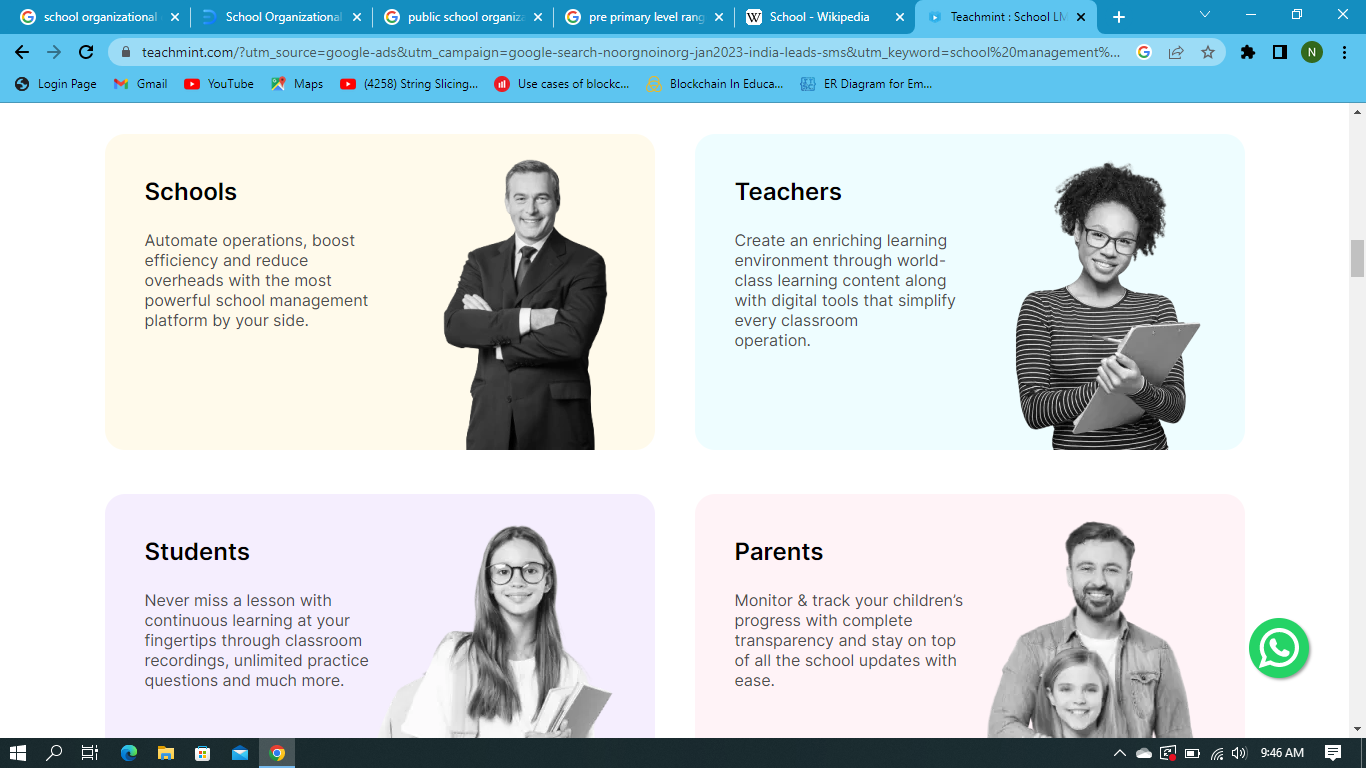 school organizational
School Organizational
public school organiz
pre primary level rang
School - Wikipedia
Teachmint : School LM
teachmint.com/?utm_source=google-ads&utm_campaign=google-search-noorgnoinorg-jan2023-india-leads-sms&utm_keyword=school%20management%...
N
Login Page
Gmail
YouTube
Maps
(4258) String Slicing...
Use cases of blockc...
Blockchain In Educa...
ER Diagram for Em...
Schools
Automate operations, boost
efficiency and reduce
overheads with the most
powerful school management
platform by your side.
Teachers
Create an enriching learning
environment through world-
class learning content along
with digital tools that simplify
every classroom
operation.
Students
Never miss a lesson with
continuous learning at your
fingertips through classroom
recordings, unlimited practice
questions and much more.
Parents
Monitor & track your children’s
progress with complete
transparency and stay on top
of all the school updates with
ease.
9:46 AM